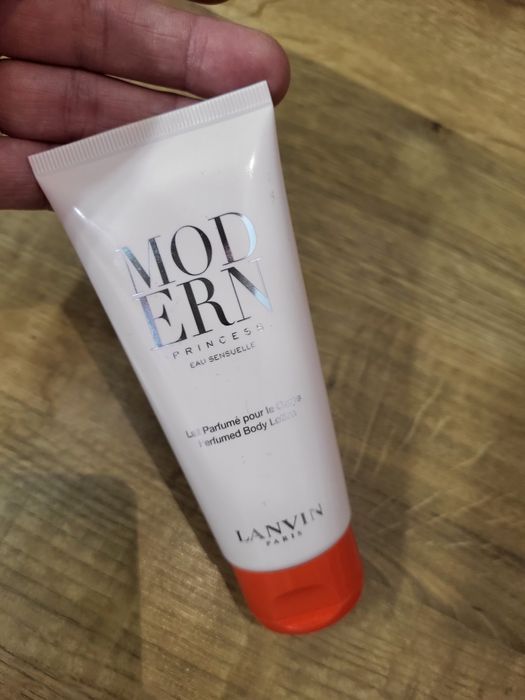 MOD
ERN
PRINCESS
EAU SENSUELLE
Lait Parfumé pour le Corps
Perfumed Body Lotion
LANVIN
PARIS